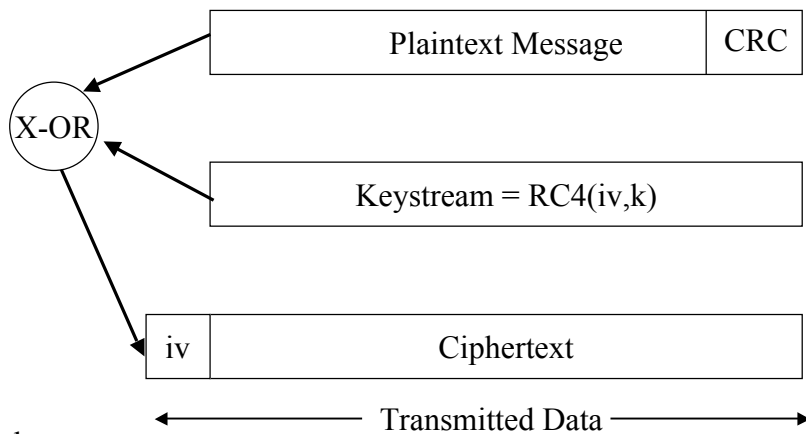 Plaintext Message CRC
X-OR
Keystream = RC4(iv,k)
iv Ciphertext
Transmitted Data